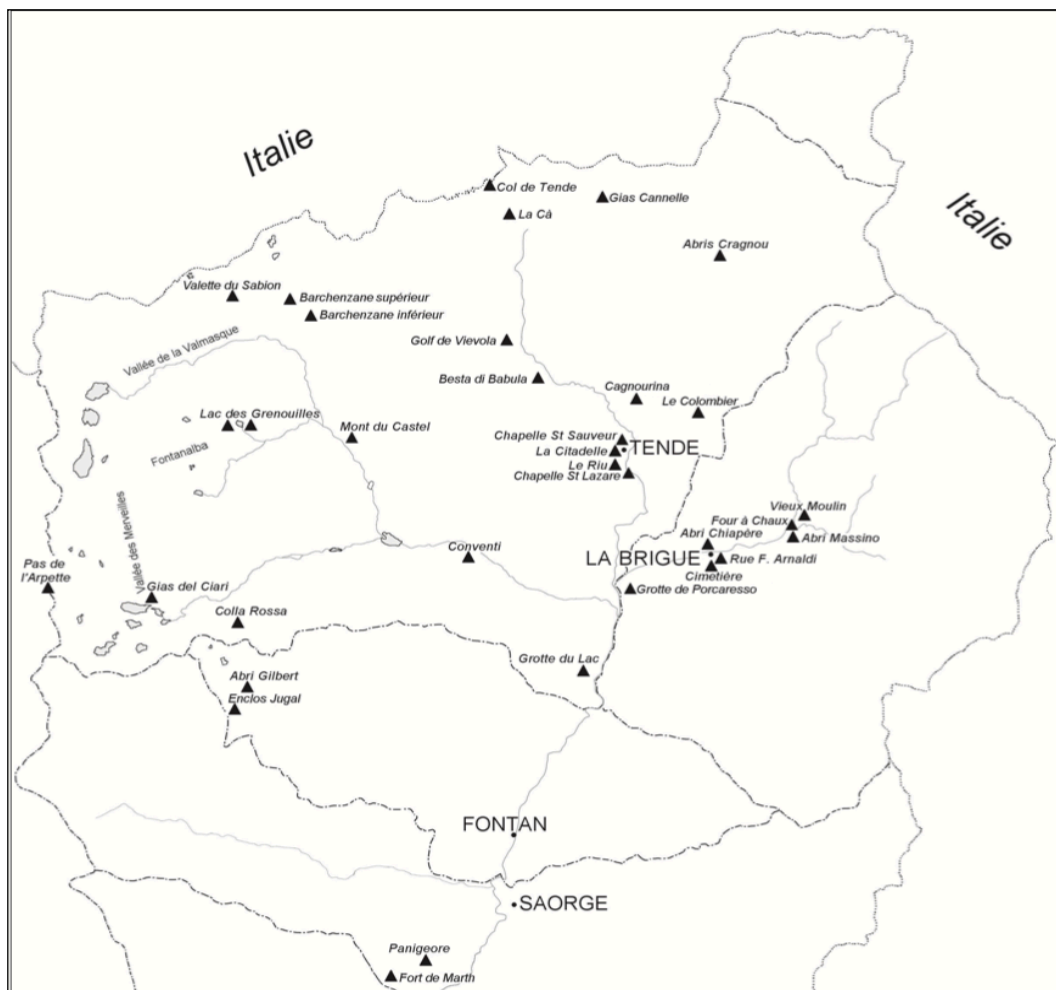 Italie
Italie
Col de Tende
Gias Cannelle
La Cà
Abris Cragnou
Valette du Sabion
Barchenzane supérieur
Barchenzane inférieur
Vallée de la Valmasque
Golf de Vievola
Besta di Babula
Cagnourina
Le Colombier
Lac des Grenouilles
Mont du Castel
Fontanalba
Chapelle St Sauveur
La Citadelle
TENDE
Le Riu
Chapelle St Lazare
Vallée des Merveilles
Vieux Moulin
Four à Chaux
Abri Massino
Abri Chiapére
Conventi
LA BRIGUE
Rue F. Arnaldi
Cimetière
Pas de
l'Arpette
Gias del Ciari
Grotte de Porcaresso
Colla Rossa
Grotte du Lac
Abri Gilbert
Enclos Jugal
FONTAN
SAORGE
Panigeore
Fort de Marth